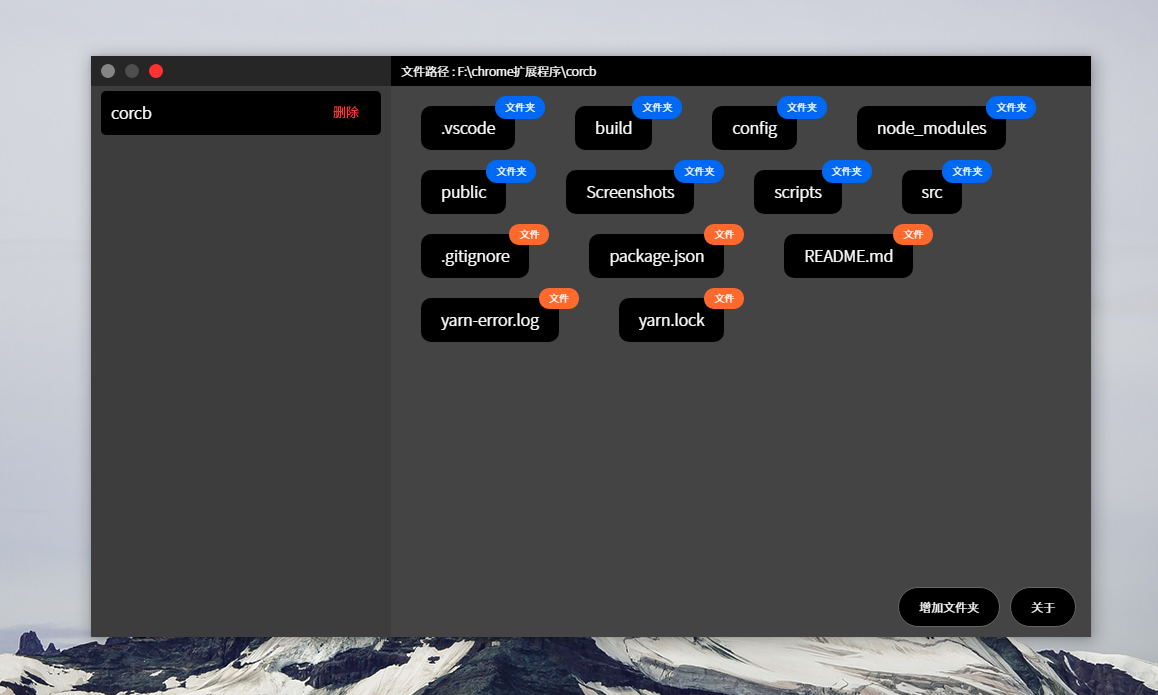 文件路径 : F:\chrome扩展程序\corcb
corcb 删除
文件夹 文件夹 文件夹 文件夹
.vscode build config node_modules
文件夹 文件夹 文件夹 文件夹
public Screenshots scripts src
文件 文件 文件
.gitignore package.json README.md
文件 文件
yarn-error.log yarn.lock
增加文件夹 关于